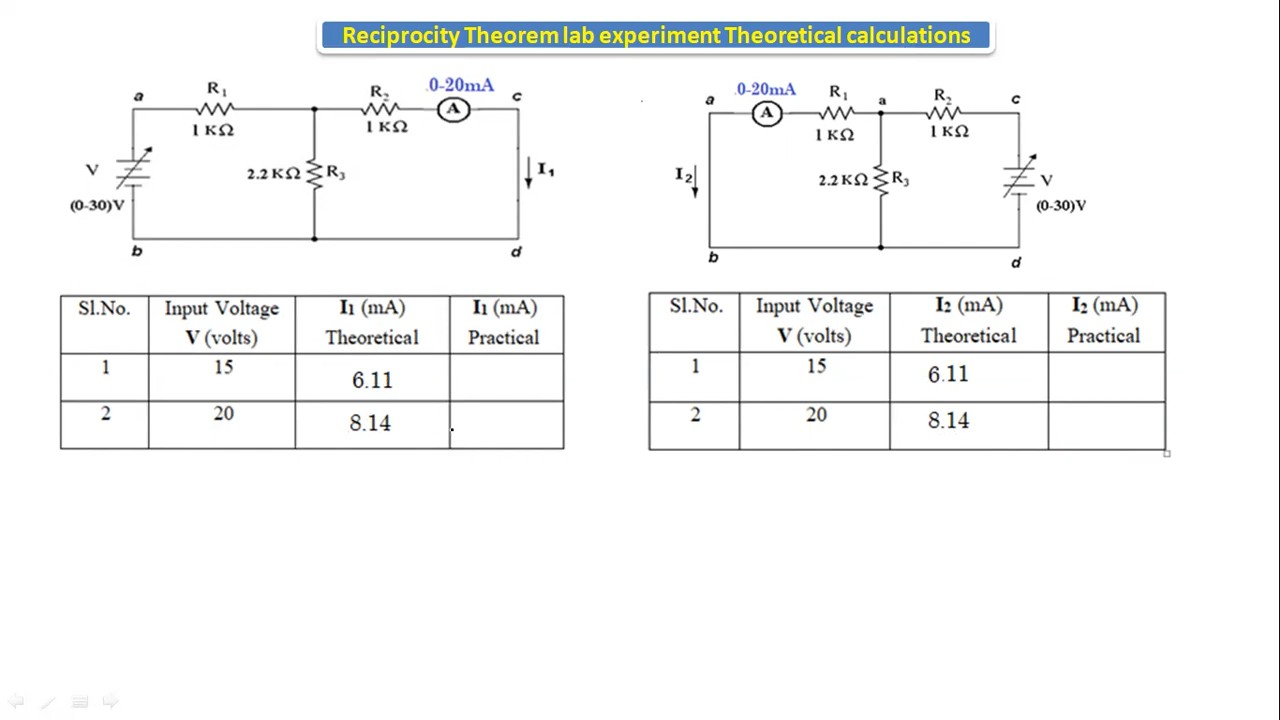 Reciprocity Theorem lab experiment Theoretical calculations
a R1 R2 0-20mA c
A
1 KΩ 1 KΩ
V 2.2 KΩ R3 I1
(0-30)V
b d
a 0-20mA R1 a R2 c
A
1 KΩ 1 KΩ
I2 2.2 KΩ R3 V
(0-30)V
b d
Sl.No. Input Voltage I1 (mA) I1 (mA)
V (volts) Theoretical Practical
1 15 6.11
2 20 8.14
Sl.No. Input Voltage I2 (mA) I2 (mA)
V (volts) Theoretical Practical
1 15 6.11
2 20 8.14